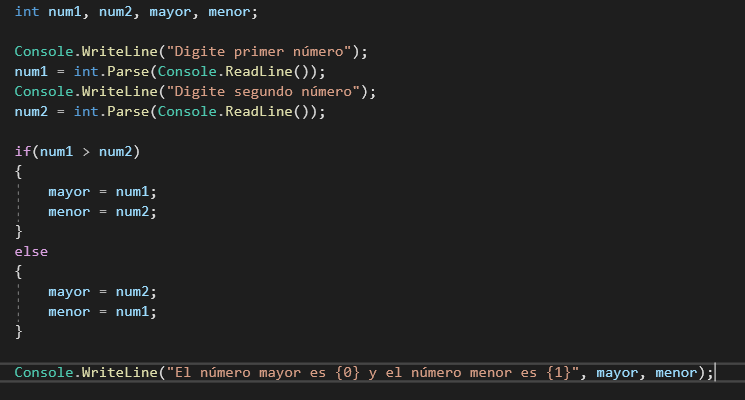 int num1, num2, mayor, menor;
Console.WriteLine("Digite primer número");
num1 = int.Parse(Console.ReadLine());
Console.WriteLine("Digite segundo número");
num2 = int.Parse(Console.ReadLine());
if(num1 > num2)
{
mayor = num1;
menor = num2;
}
else
{
mayor = num2;
menor = num1;
}
Console.WriteLine("El número mayor es {0} y el número menor es {1}", mayor, menor);